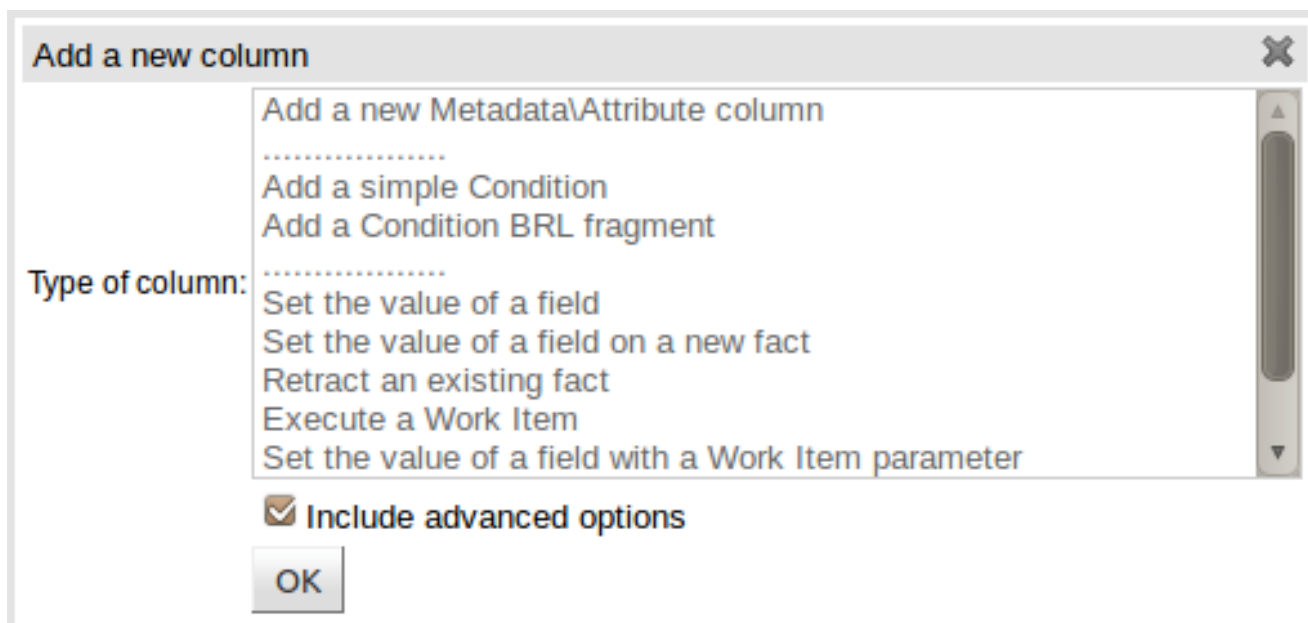 Add a new column
Add a new Metadata\Attribute column
..................
Add a simple Condition
Add a Condition BRL fragment
..................
Type of column:
Set the value of a field
Set the value of a field on a new fact
Retract an existing fact
Execute a Work Item
Set the value of a field with a Work Item parameter
Include advanced options
OK